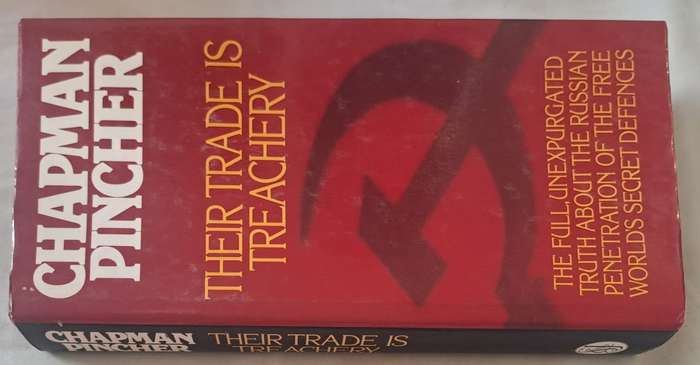 CHAPMAN
PINCHER
THEIR TRADE IS
TREACHERY
THE FULL, UNEXPURGATED
TRUTH ABOUT THE RUSSIAN
PENETRATION OF THE FREE
WORLD'S SECRET DEFENCES
CHAPMAN
PINCHER
THEIR TRADE IS
TREACHERY